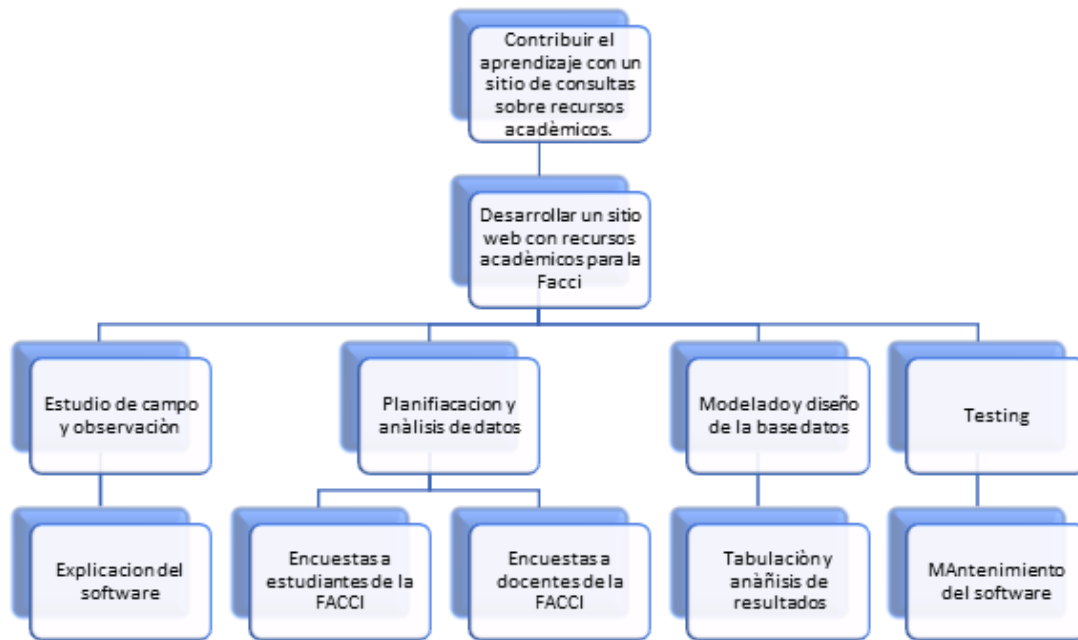 Contribuir el
aprendizaje con un
sitio de consultas
sobre recursos
acadèmicos.
Desarrollar un sitio
web con recursos
acadèmicos para la
Facci
Estudio de campo
y observaciòn
Planifiacacion y
anàlisis de datos
Modelado y diseño
de la base datos
Testing
Explicacion del
software
Encuestas a
estudiantes de la
FACCI
Encuestas a
docentes de la
FACCI
Tabulaciòn y
anàñisis de
resultados
MAntenimiento
del software